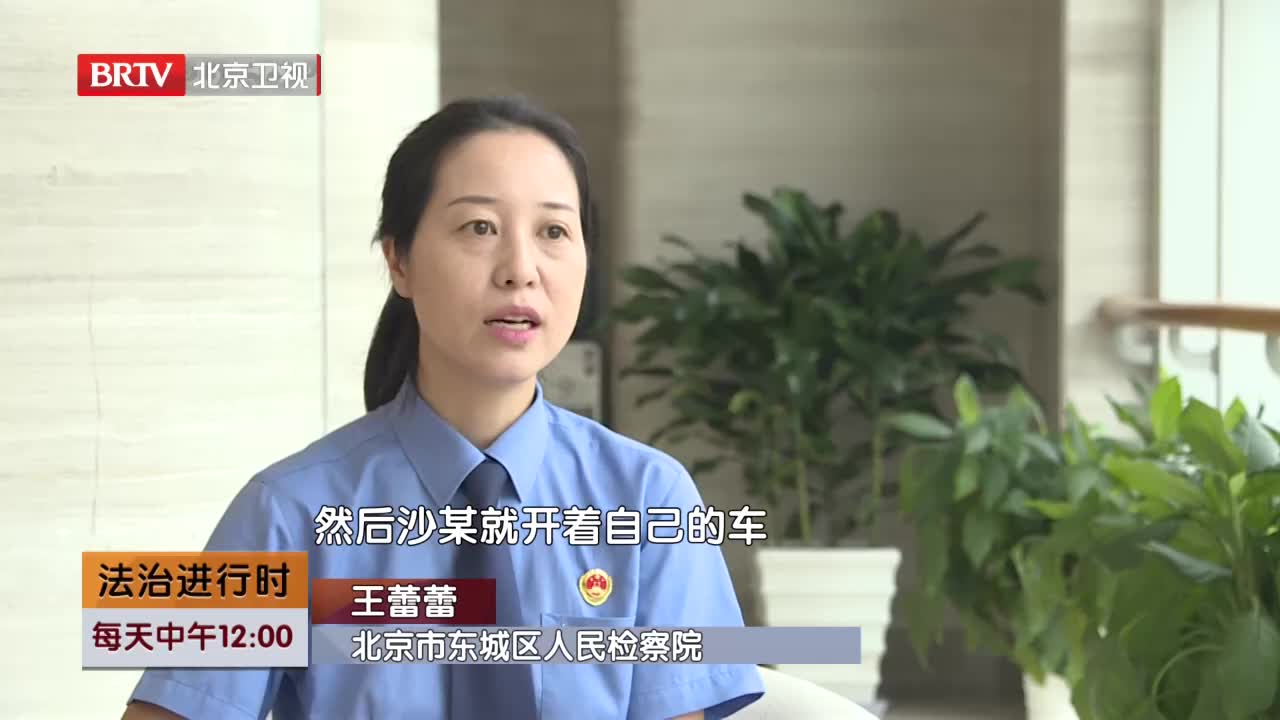 BRTV 北京卫视
然后沙某就开着自己的车
法治进行时
每天中午12:00
王蕾蕾
北京市东城区人民检察院